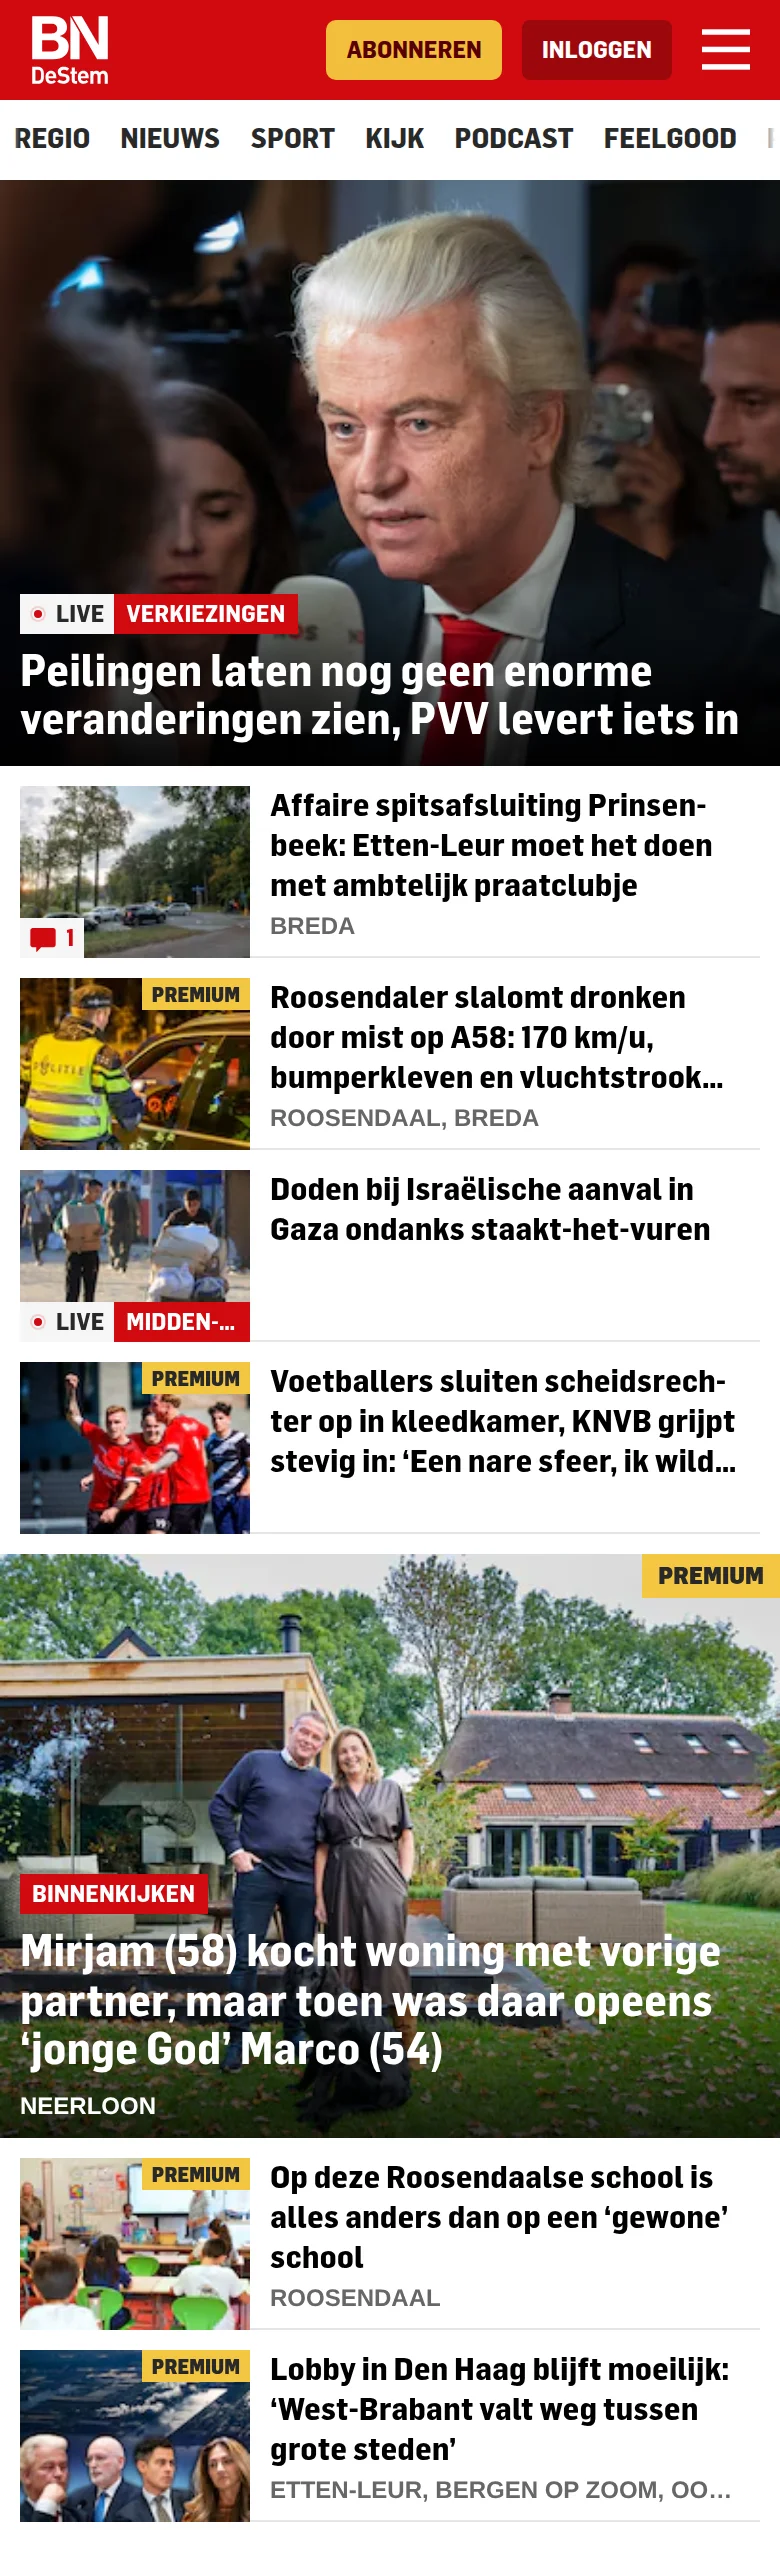 BN
DeStem
ABONNEREN
INLOGGEN
REGIO NIEUWS SPORT KIJK PODCAST FEELGOOD
LIVE VERKIEZINGEN
Peilingen laten nog geen enorme
veranderingen zien, PVV levert iets in
Affaire spitsafsluiting Prinsen-
beek: Etten-Leur moet het doen
met ambtelijk praatclubje
BREDA
1
PREMIUM
POLITIE
Roosendaler slalomt dronken
door mist op A58: 170 km/u,
bumperkleven en vluchtstrook...
ROOSENDAAL, BREDA
Doden bij Israëlische aanval in
Gaza ondanks staakt-het-vuren
LIVE MIDDEN-...
PREMIUM
Voetballers sluiten scheidsrech-
ter op in kleedkamer, KNVB grijpt
stevig in: ‘Een nare sfeer, ik wild...
PREMIUM
BINNENKIJKEN
Mirjam (58) kocht woning met vorige
partner, maar toen was daar opeens
‘jonge God’ Marco (54)
NEERLOON
PREMIUM
Op deze Roosendaalse school is
alles anders dan op een ‘gewone’
school
ROOSENDAAL
PREMIUM
Lobby in Den Haag blijft moeilijk:
‘West-Brabant valt weg tussen
grote steden’
ETTEN-LEUR, BERGEN OP ZOOM, OO...